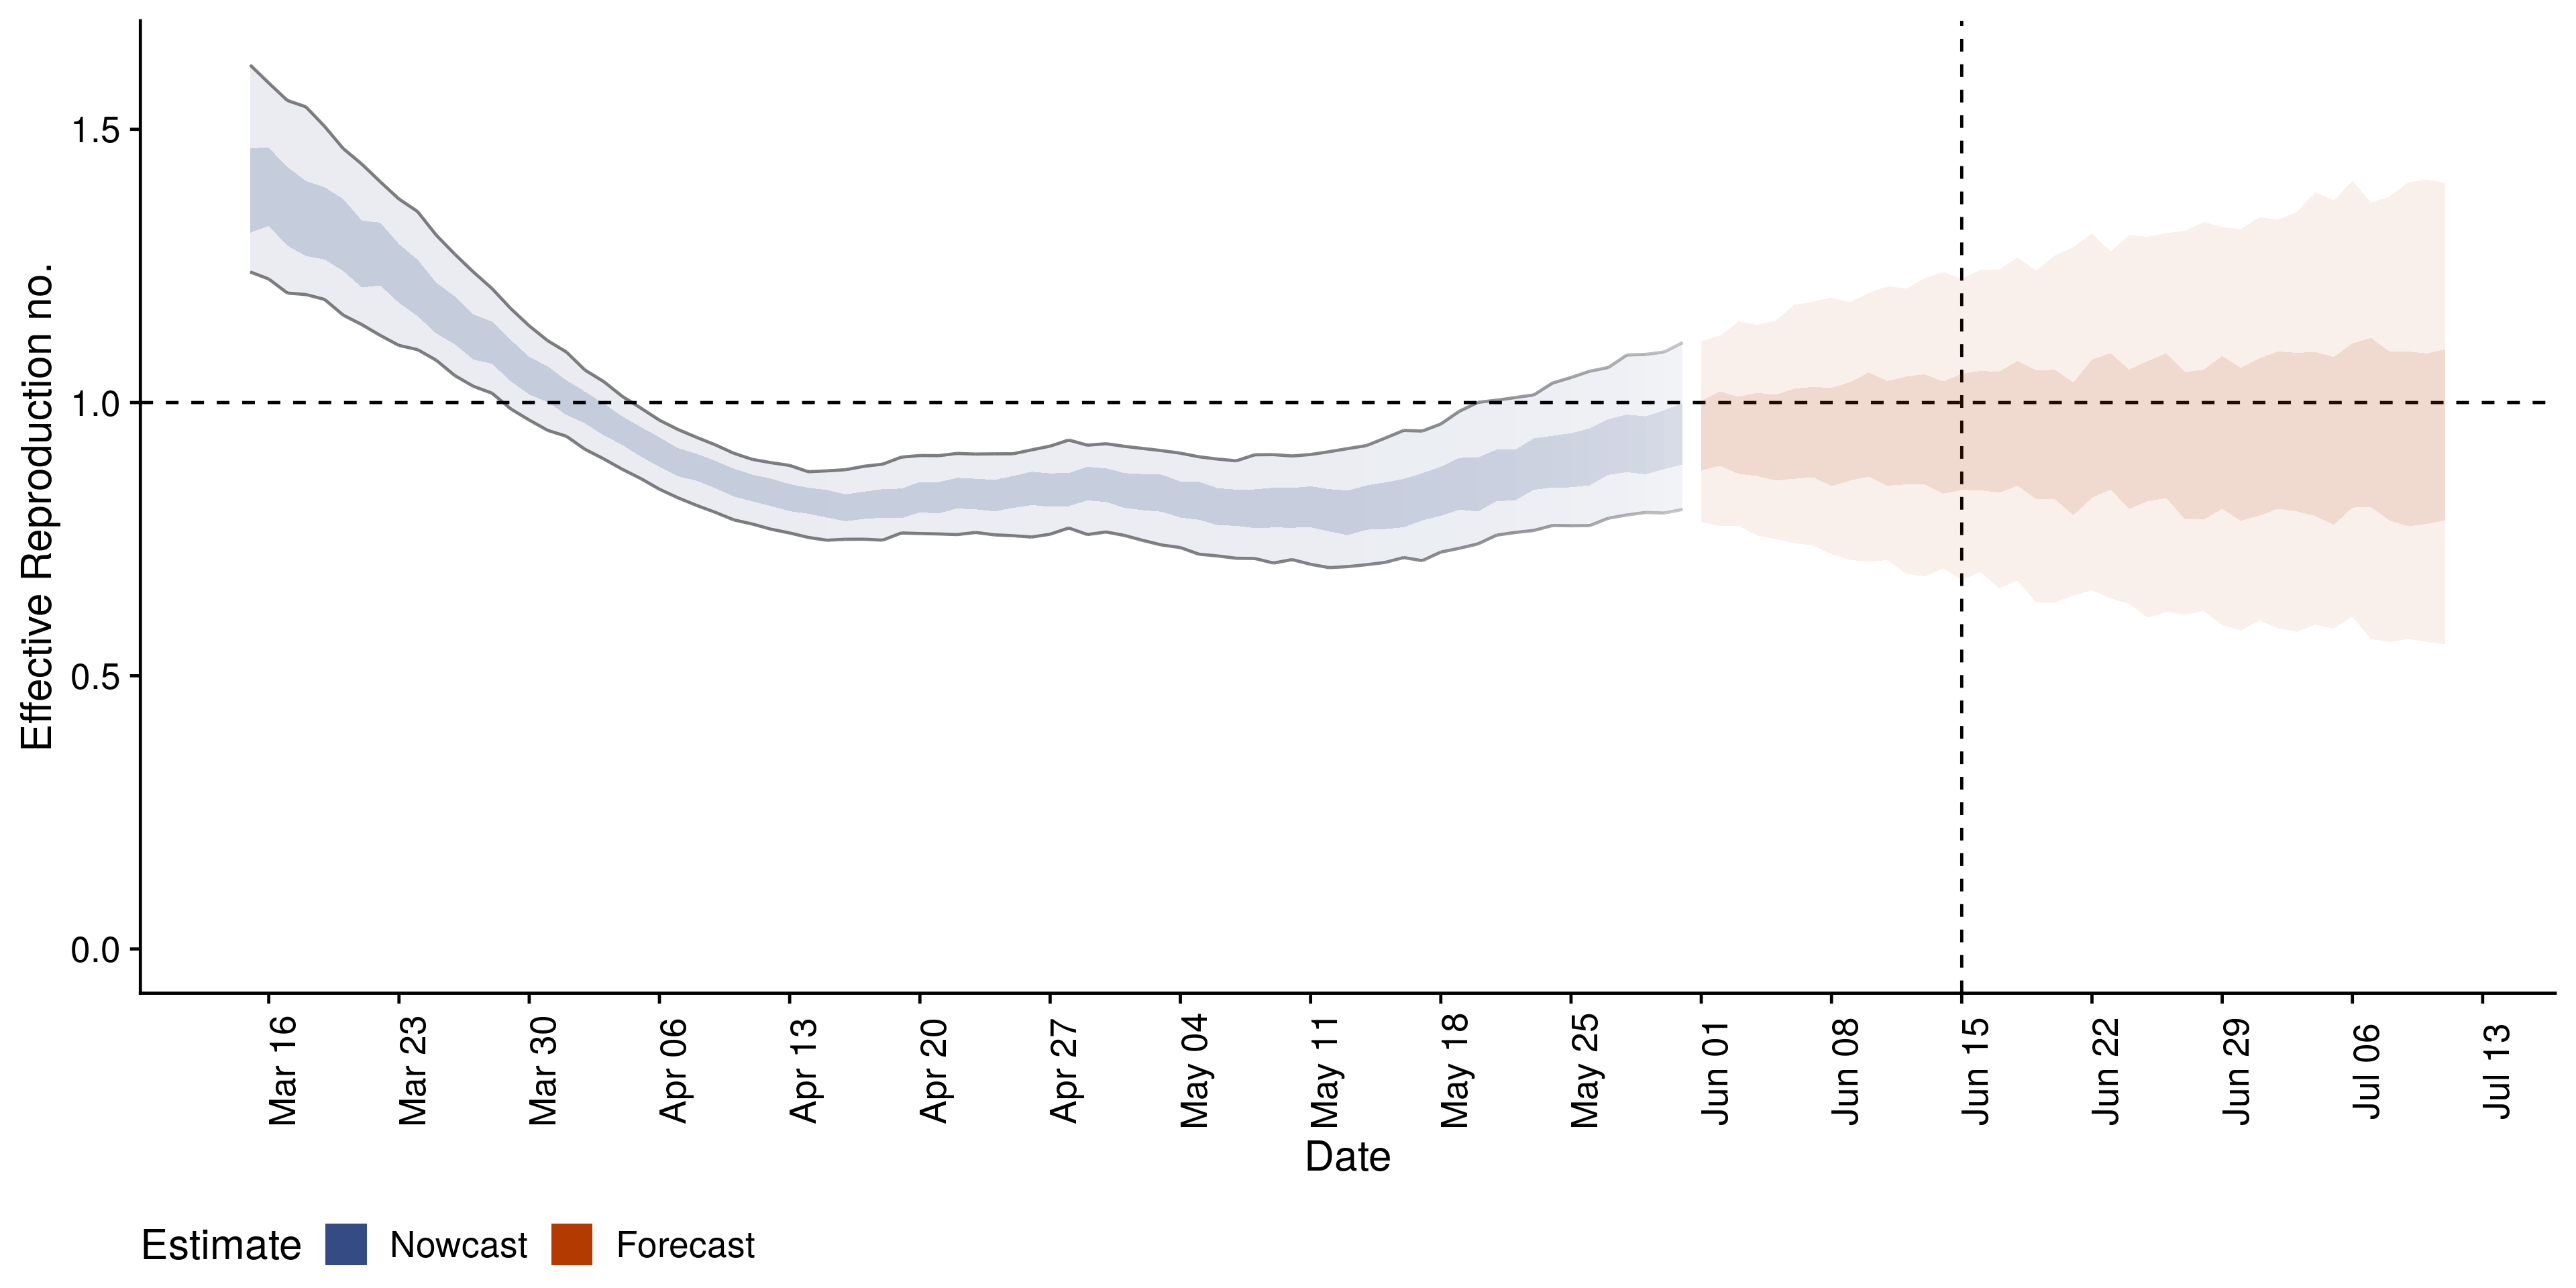 Effective Reproduction no.
1.5
1.0
0.5
0.0
Mar 16
Mar 23
Mar 30
Apr 06
Apr 13
Apr 20
Apr 27
May 04
May 11
May 18
May 25
Jun 01
Jun 08
Jun 15
Jun 22
Jun 29
Jul 06
Jul 13
Date
Estimate Nowcast Forecast